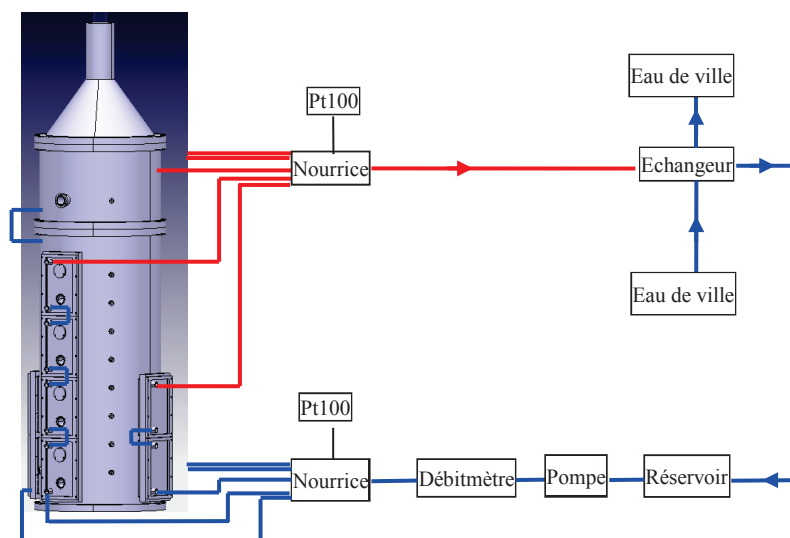 Eau de ville
Pt100
Nourrice
Echangeur
Eau de ville
Pt100
Nourrice
Débitmètre
Pompe
Réservoir